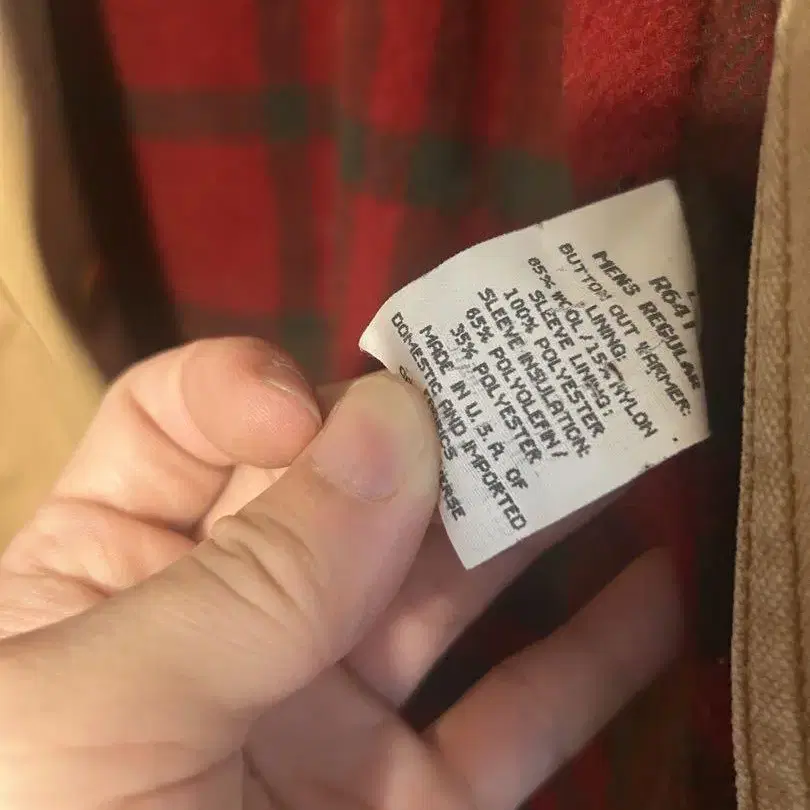 R641
MENS REGULAR
BUTTON OUT WARMER:
LINING:
85% WOOL/15% NYLON
SLEEVE LINING:
100% POLYESTER
SLEEVE INSULATION:
65% POLYOLEFIN/
35% POLYESTER
MADE IN U.S.A. OF
DOMESTIC AND IMPORTED